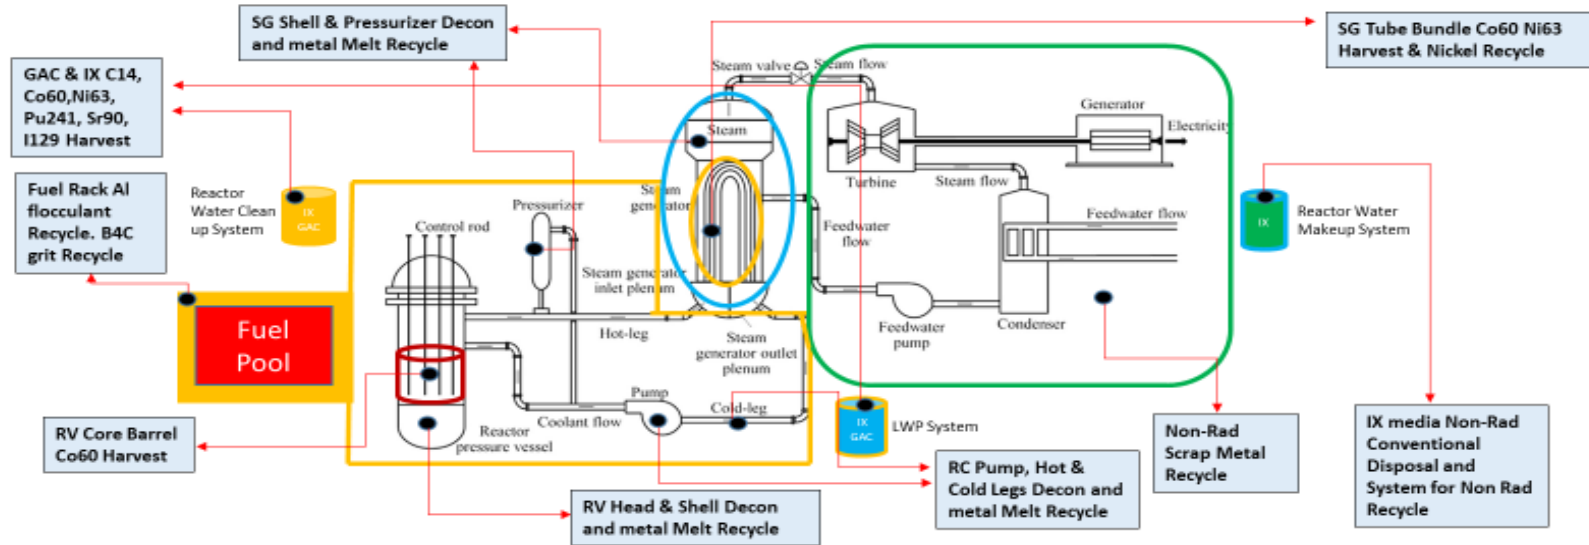 SG Shell & Pressurizer Decon
and metal Melt Recycle
SG Tube Bundle Co60 Ni63
Harvest & Nickel Recycle
GAC & IX C14,
Co60,Ni63,
Pu241, Sr90,
I129 Harvest
Fuel Rack Al
flocculant
Recycle. B4C
grit Recycle
Reactor
Water Clean
up System
IX
GAC
Fuel
Pool
RV Core Barrel
Co60 Harvest
Control rod
Pressurizer
Steam generator
inlet plenum
Hot-leg
Reactor
pressure vessel
Coolant flow
Pump
Cold-leg
Steam valve
Steam flow
Steam
Steam
generator
Steam
generator outlet
plenum
Feedwater
flow
Feedwater
pump
Turbine
Generator
Electricity
Steam flow
Feedwater flow
Condenser
IX
GAC
LWP System
IX
Reactor Water
Makeup System
RV Head & Shell Decon
and metal Melt Recycle
RC Pump, Hot &
Cold Legs Decon and
metal Melt Recycle
Non-Rad
Scrap Metal
Recycle
IX media Non-Rad
Conventional
Disposal and
System for Non Rad
Recycle